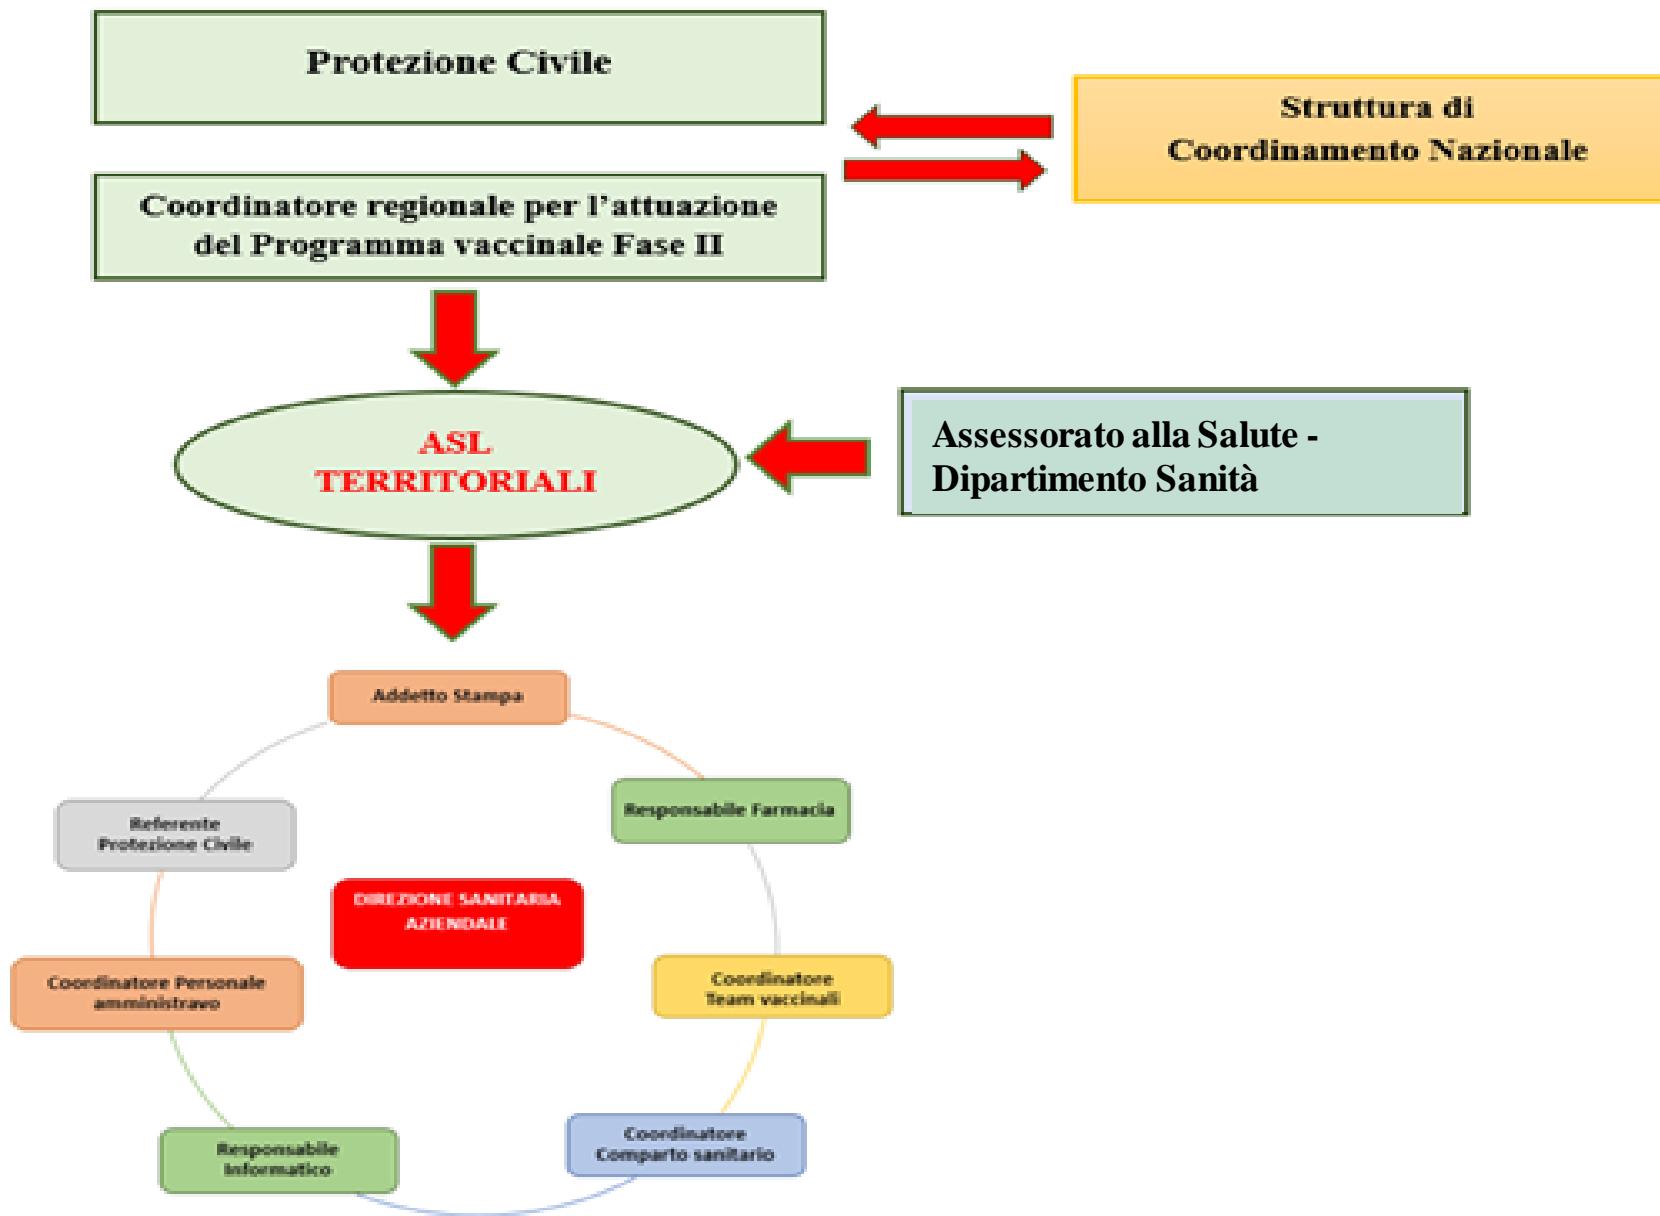 Protezione Civile
Struttura di
Coordinamento Nazionale
Coordinatore regionale per l'attuazione
del Programma vaccinale Fase II
ASL
TERRITORIALI
Assessorato alla Salute -
Dipartimento Sanità
Addetto Stampa
Responsabile Farmacia
Referente
Protezione Civile
DIREZIONE SANITARIA
AZIENDALE
Coordinatore Personale
amministravo
Coordinatore
Team vaccinali
Coordinatore
Comparto sanitario
Responsabile
Informatico